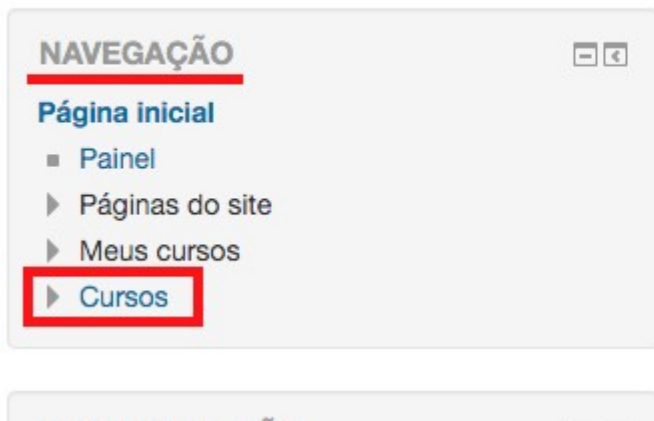 NAVEGAÇÃO
Página inicial
Painel
Páginas do site
Meus cursos
Cursos